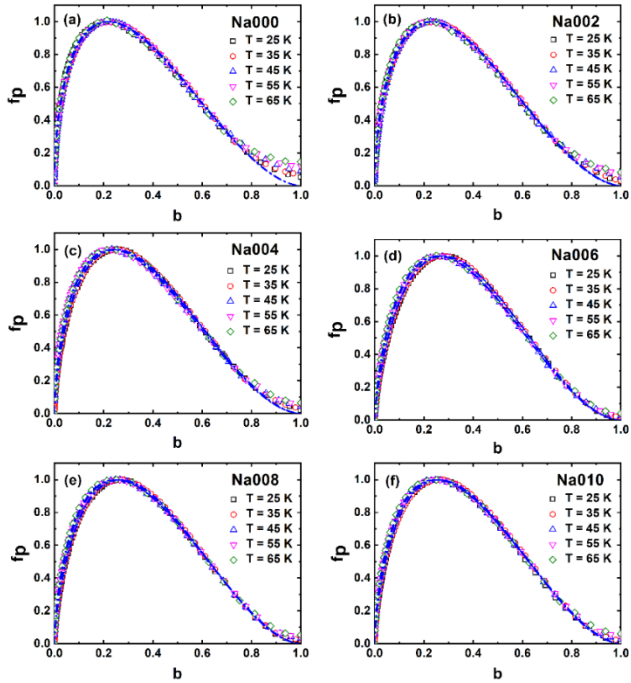 (a) Na000
T = 25 K
T = 35 K
T = 45 K
T = 55 K
T = 65 K
fp
1.0
0.8
0.6
0.4
0.2
0.0
0.0 0.2 0.4 0.6 0.8 1.0
b
(b) Na002
T = 25 K
T = 35 K
T = 45 K
T = 55 K
T = 65 K
fp
1.0
0.8
0.6
0.4
0.2
0.0
0.0 0.2 0.4 0.6 0.8 1.0
b
(c) Na004
T = 25 K
T = 35 K
T = 45 K
T = 55 K
T = 65 K
fp
1.0
0.8
0.6
0.4
0.2
0.0
0.0 0.2 0.4 0.6 0.8 1.0
b
(d) Na006
T = 25 K
T = 35 K
T = 45 K
T = 55 K
T = 65 K
fp
1.0
0.8
0.6
0.4
0.2
0.0
0.0 0.2 0.4 0.6 0.8 1.0
b
(e) Na008
T = 25 K
T = 35 K
T = 45 K
T = 55 K
T = 65 K
fp
1.0
0.8
0.6
0.4
0.2
0.0
0.0 0.2 0.4 0.6 0.8 1.0
b
(f) Na010
T = 25 K
T = 35 K
T = 45 K
T = 55 K
T = 65 K
fp
1.0
0.8
0.6
0.4
0.2
0.0
0.0 0.2 0.4 0.6 0.8 1.0
b